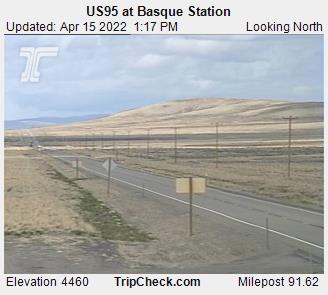 US95 at Basque Station
Updated: Apr 15 2022 1:17 PM Looking North
Elevation 4460 TripCheck.com Milepost 91.62